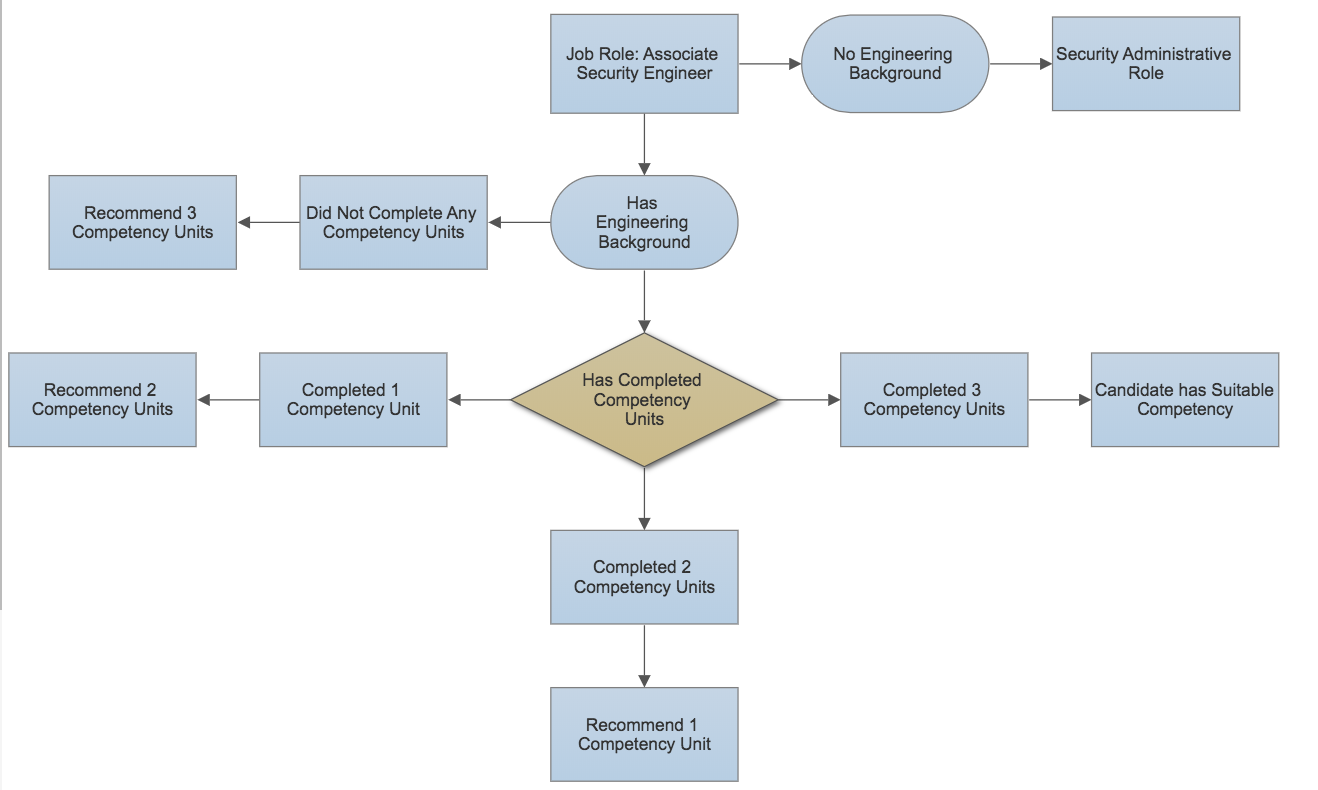 Job Role: Associate
Security Engineer
No Engineering
Background
Security Administrative
Role
Recommend 3
Competency Units
Did Not Complete Any
Competency Units
Has
Engineering
Background
Recommend 2
Competency Units
Completed 1
Competency Unit
Has Completed
Competency
Units
Completed 3
Competency Units
Candidate has Suitable
Competency
Completed 2
Competency Units
Recommend 1
Competency Unit